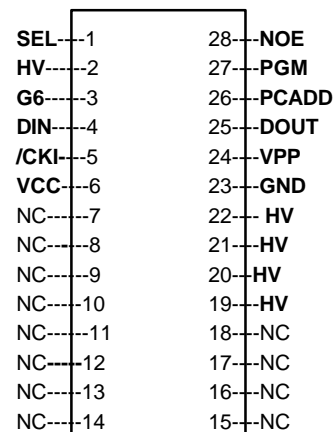 SEL----1 28----NOE
HV------2 27----PGM
G6------3 26----PCADD
DIN-----4 25----DOUT
/CKI----5 24----VPP
VCC----6 23----GND
NC------7 22---- HV
NC------8 21----HV
NC------9 20----HV
NC-----10 19----HV
NC------11 18----NC
NC-----12 17----NC
NC-----13 16----NC
NC-----14 15----NC